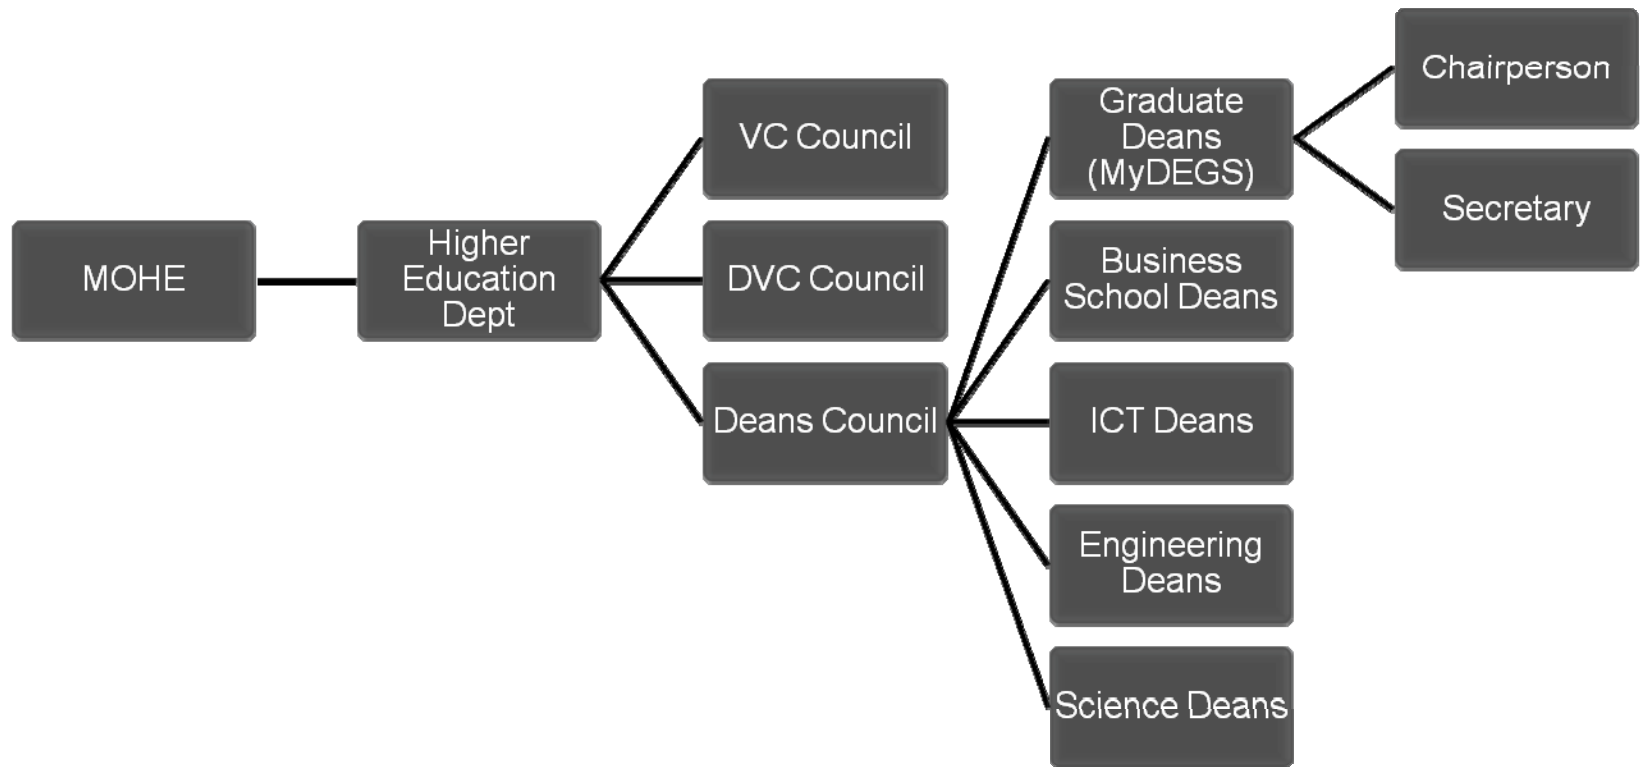 MOHE
Higher
Education
Dept
VC Council
DVC Council
Deans Council
Graduate
Deans
(MyDEGS)
Business
School Deans
ICT Deans
Engineering
Deans
Science Deans
Chairperson
Secretary